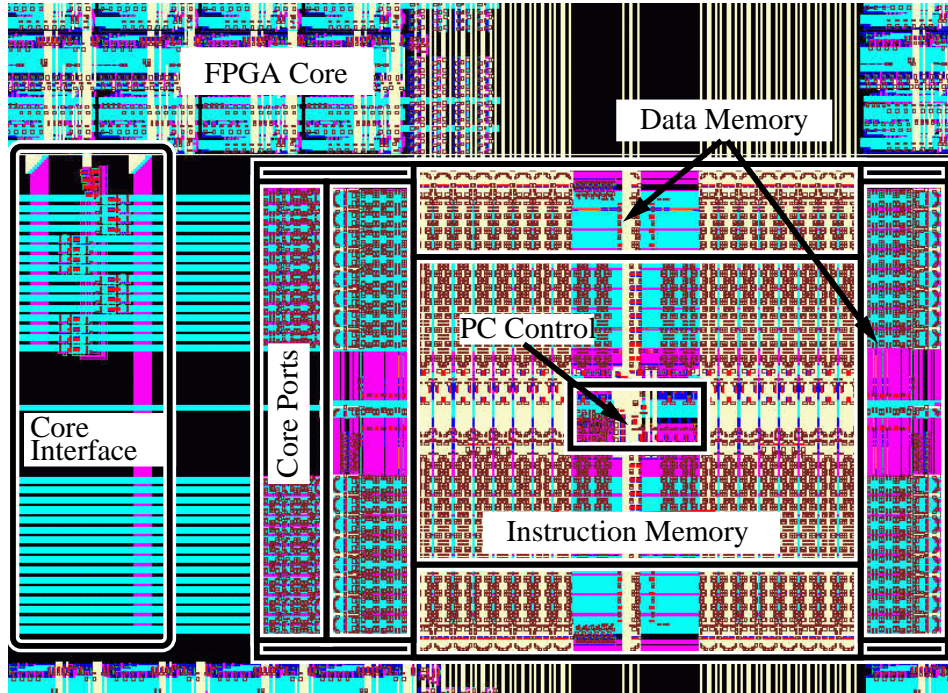 FPGA Core
Data Memory
PC Control
Core Ports
Core
Interface
Instruction Memory